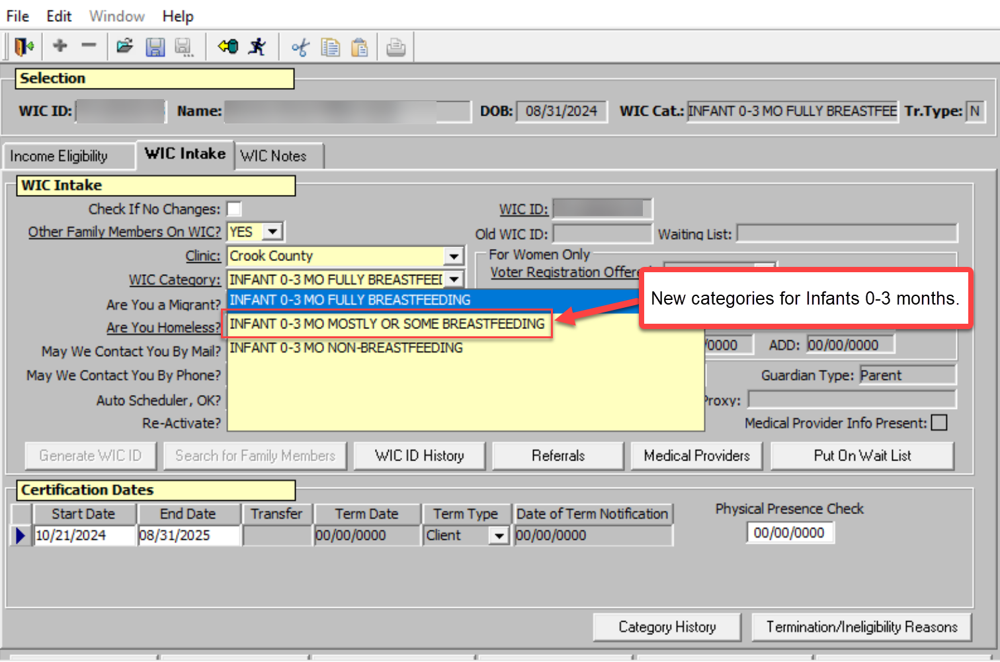 File Edit Window Help
Selection
WIC ID: Name: DOB: 08/31/2024 WIC Cat.: INFANT 0-3 MO FULLY BREASTFEE Tr.Type: N
Income Eligibility WIC Intake WIC Notes
WIC Intake
Check If No Changes: WIC ID:
Other Family Members On WIC? YES Old WIC ID: Waiting List:
Clinic: Crook County For Women Only
WIC Category: INFANT 0-3 MO FULLY BREASTFEE Voter Registration Offere
New categories for Infants 0-3 months.
Are You a Migrant? INFANT 0-3 MO FULLY BREASTFEEDING
Are You Homeless? INFANT 0-3 MO MOSTLY OR SOME BREASTFEEDING
May We Contact You By Mail? INFANT 0-3 MO NON-BREASTFEEDING /0000 ADD: 00/00/0000
May We Contact You By Phone? Guardian Type: Parent
Auto Scheduler, OK? Proxy:
Re-Activate? Medical Provider Info Present:
Generate WIC ID Search for Family Members WIC ID History Referrals Medical Providers Put On Wait List
Certification Dates
Start Date End Date Transfer Term Date Term Type Date of Term Notification Physical Presence Check
10/21/2024 08/31/2025 00/00/0000 Client 00/00/0000 00/00/0000
Category History Termination/Ineligibility Reasons